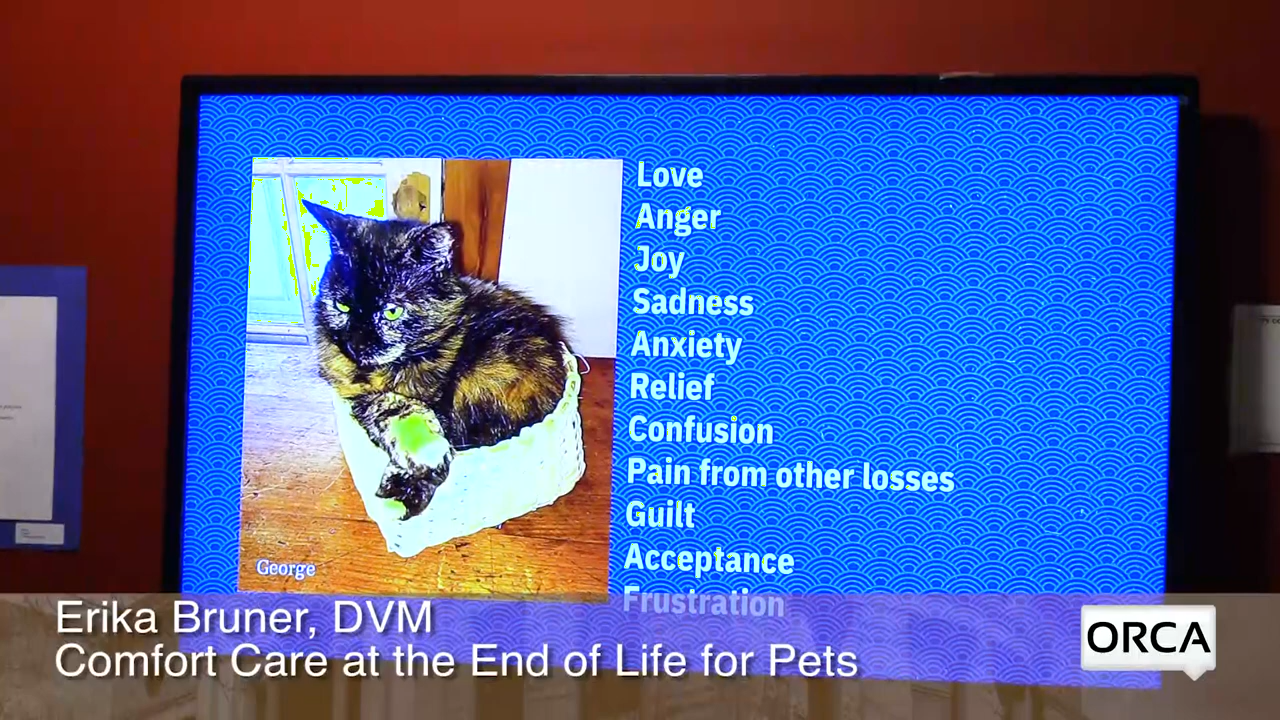 Love
Anger
Joy
Sadness
Anxiety
Relief
Confusion
Pain from other losses
Guilt
Acceptance
Frustration
George
Erika Bruner, DVM
Comfort Care at the End of Life for Pets
ORCA